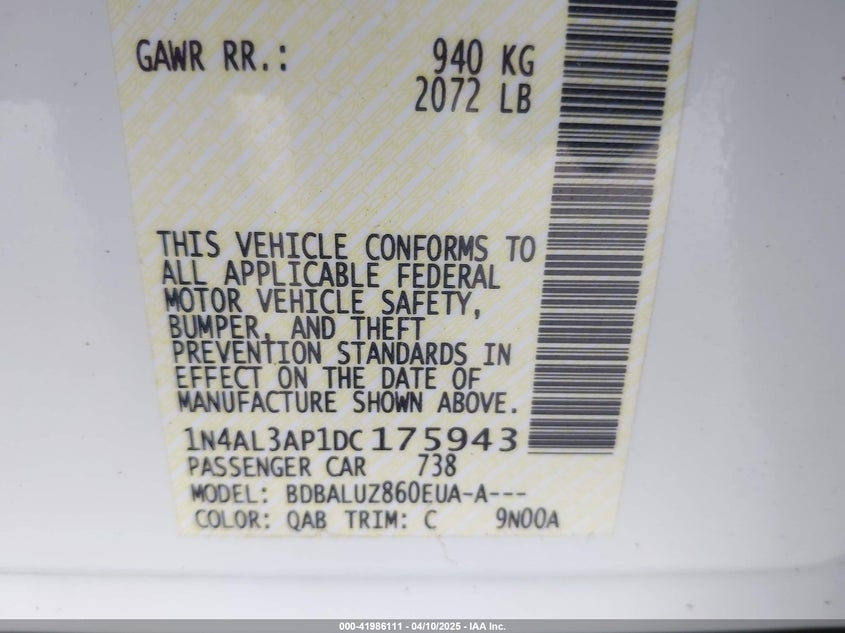 GAWR RR.: 940 KG
2072 LB
THIS VEHICLE CONFORMS TO
ALL APPLICABLE FEDERAL
MOTOR VEHICLE SAFETY,
BUMPER, AND THEFT
PREVENTION STANDARDS IN
EFFECT ON THE DATE OF
MANUFACTURE SHOWN ABOVE.
1N4AL3AP1DC175943
PASSENGER CAR 738
MODEL: BDBALUZ860EUA-A---
COLOR: QAB TRIM: C 9N00A
000-41986111 - 04/10/2025 - IAA Inc.